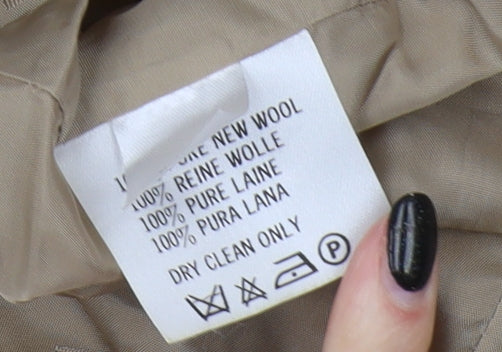 NEW WOOL
100% REINE WOLLE
100% PURE LAINE
100% PURA LANA
DRY CLEAN ONLY
P